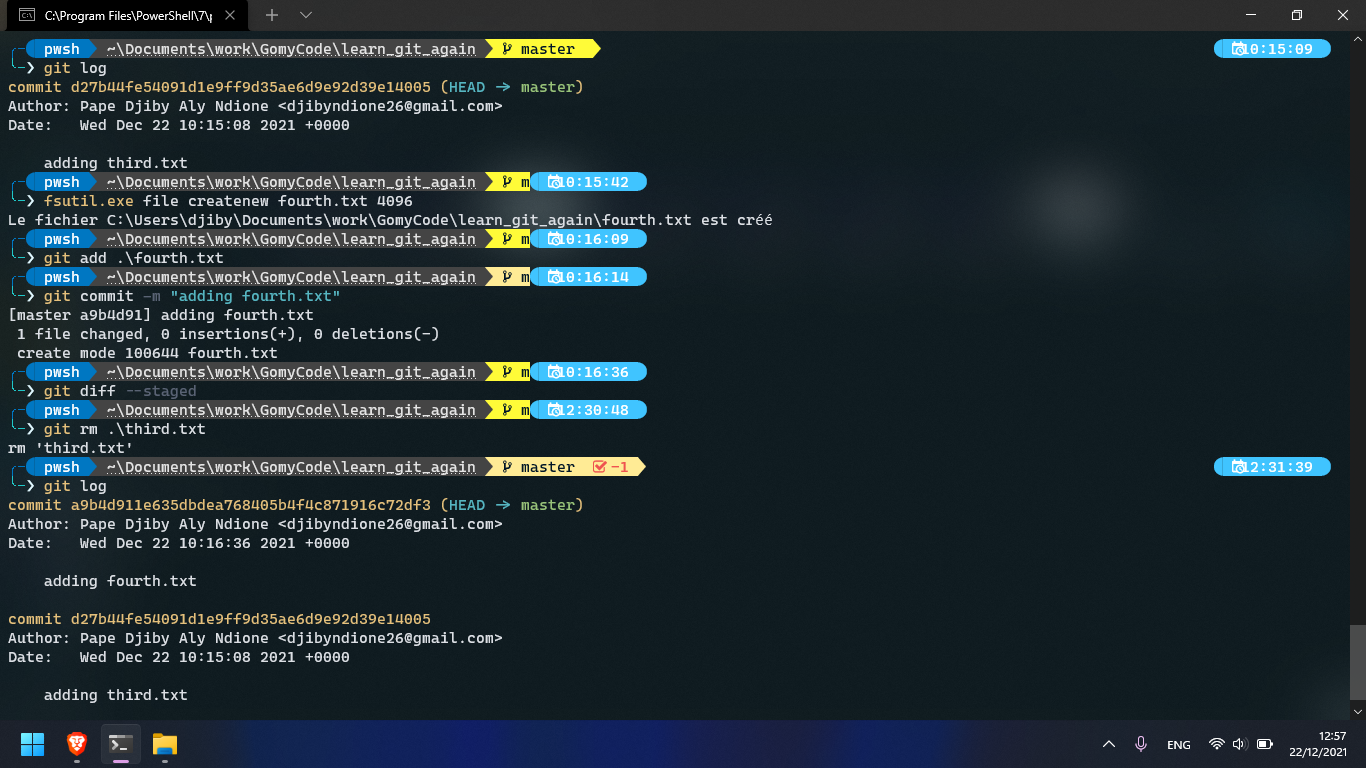 C:\Program Files\PowerShell\7\p
pwsh ~\Documents\work\GomyCode\learn_git_again master 10:15:09
❯ git log
commit d27b44fe54091d1e9ff9d35ae6d9e92d39e14005 (HEAD → master)
Author: Pape Djiby Aly Ndione <djibyndione26@gmail.com>
Date:   Wed Dec 22 10:15:08 2021 +0000
adding third.txt
pwsh ~\Documents\work\GomyCode\learn_git_again m 10:15:42
❯ fsutil.exe file createnew fourth.txt 4096
Le fichier C:\Users\djiby\Documents\work\GomyCode\learn_git_again\fourth.txt est créé
pwsh ~\Documents\work\GomyCode\learn_git_again m 10:16:09
❯ git add .\fourth.txt
pwsh ~\Documents\work\GomyCode\learn_git_again m 10:16:14
❯ git commit -m "adding fourth.txt"
[master a9b4d91] adding fourth.txt
1 file changed, 0 insertions(+), 0 deletions(-)
create mode 100644 fourth.txt
pwsh ~\Documents\work\GomyCode\learn_git_again m 10:16:36
❯ git diff --staged
pwsh ~\Documents\work\GomyCode\learn_git_again m 12:30:48
❯ git rm .\third.txt
rm 'third.txt'
pwsh ~\Documents\work\GomyCode\learn_git_again master -1 12:31:39
❯ git log
commit a9b4d911e635dbdea768405b4f4c871916c72df3 (HEAD → master)
Author: Pape Djiby Aly Ndione <djibyndione26@gmail.com>
Date:   Wed Dec 22 10:16:36 2021 +0000
adding fourth.txt
commit d27b44fe54091d1e9ff9d35ae6d9e92d39e14005
Author: Pape Djiby Aly Ndione <djibyndione26@gmail.com>
Date:   Wed Dec 22 10:15:08 2021 +0000
adding third.txt
ENG
12:57
22/12/2021